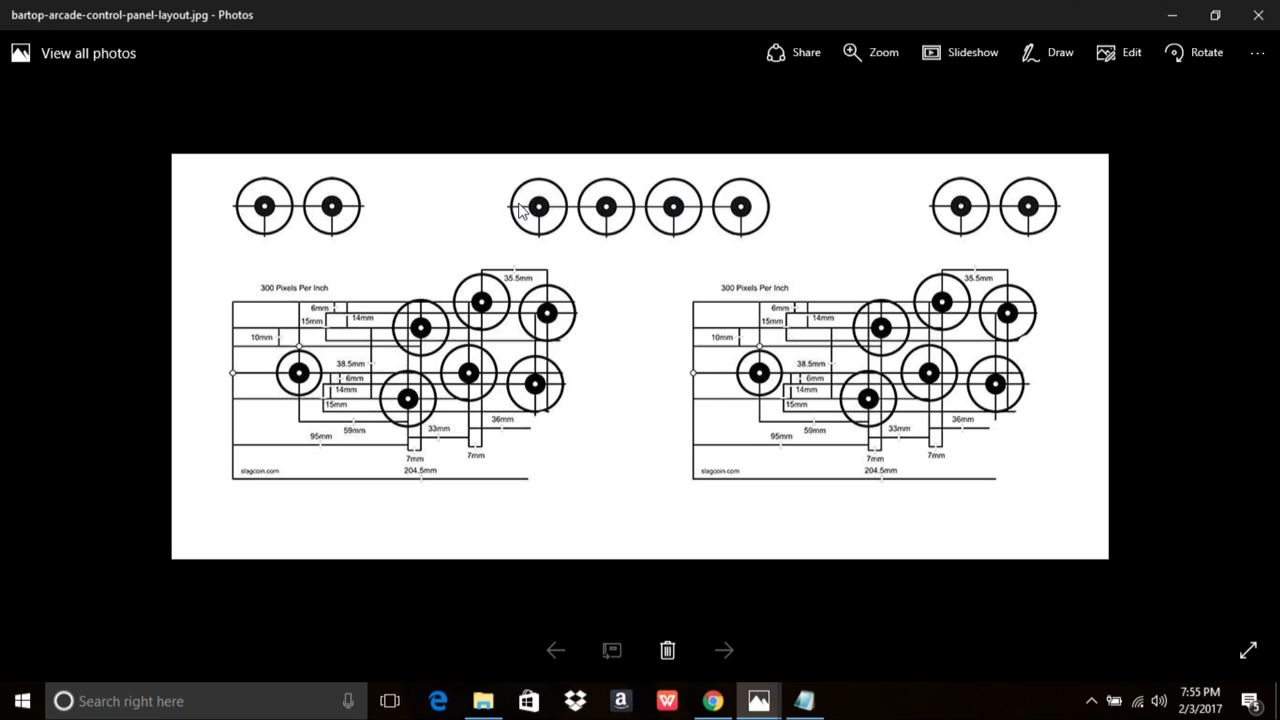 bartop-arcade-control-panel-layout.jpg - Photos
View all photos
Share
Zoom
Slideshow
Draw
Edit
Rotate
35.5mm
300 Pixels Per Inch
6mm
15mm
14mm
10mm
38.5mm
6mm
14mm
15mm
36mm
59mm
33mm
95mm
7mm
7mm
slagcoin.com
204.5mm
35.5mm
300 Pixels Per Inch
6mm
15mm
14mm
10mm
38.5mm
6mm
14mm
15mm
36mm
59mm
33mm
95mm
7mm
7mm
slagcoin.com
204.5mm
Search right here
7:55 PM
2/3/2017
5